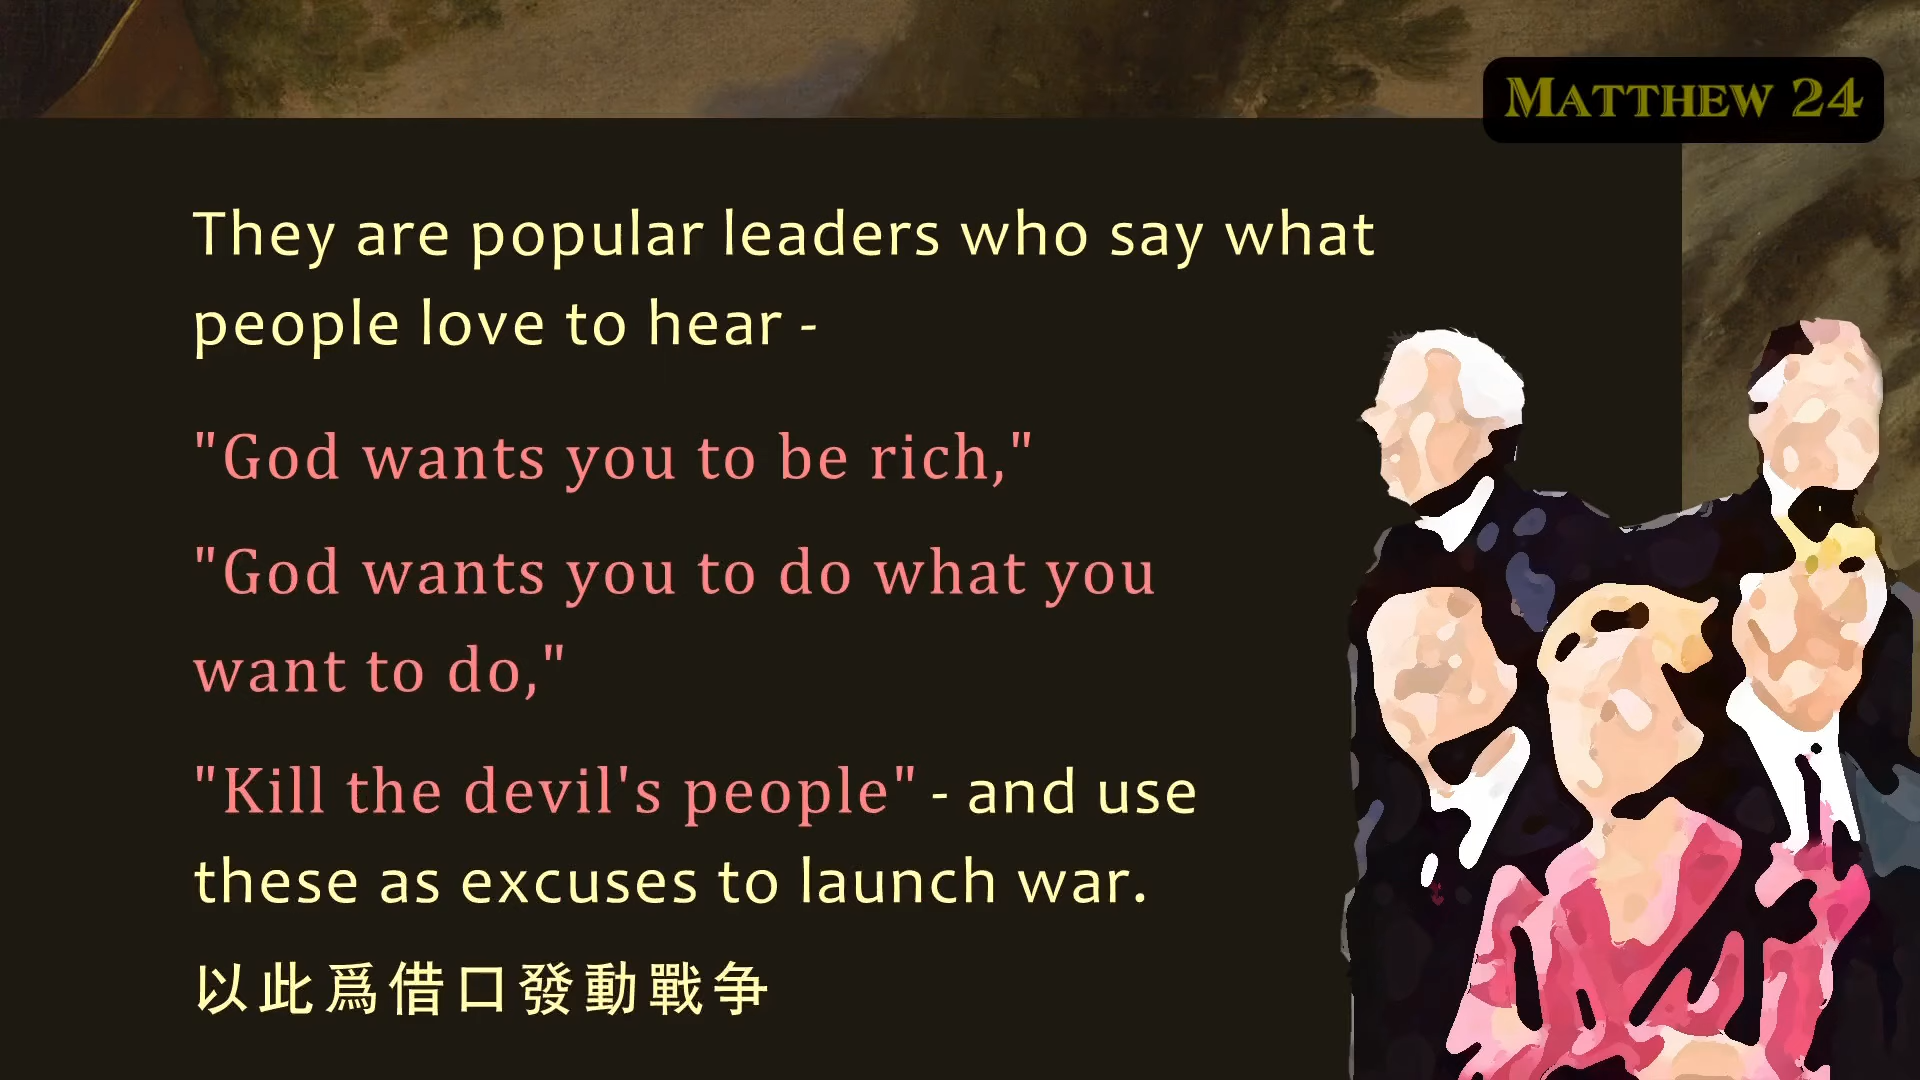 MATTHEW 24
They are popular leaders who say what
people love to hear -
"God wants you to be rich,"
"God wants you to do what you
want to do,"
"Kill the devil's people" - and use
these as excuses to launch war.
以此爲借口發動戰争